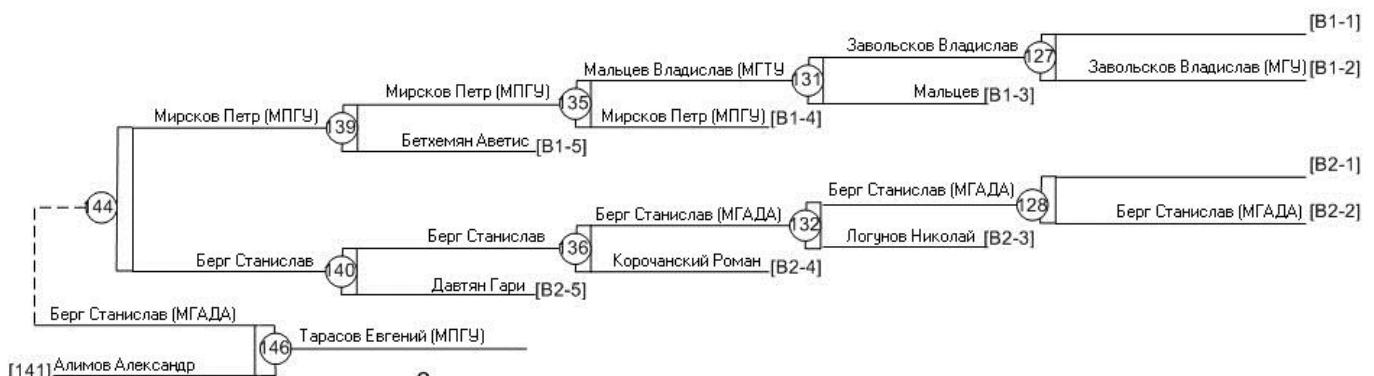 [B1-1]
Завольсков Владислав
127
Завольсков Владислав (МГУ) [B1-2]
Мальцев Владислав (МГТУ
131
Мальцев [B1-3]
Мирсков Петр (МПГУ)
135
Мирсков Петр (МПГУ) [B1-4]
Мирсков Петр (МПГУ)
139
Бетхемян Аветис [B1-5]
[B2-1]
Берг Станислав (МГАДА)
128
Берг Станислав (МГАДА) [B2-2]
44
Берг Станислав (МГАДА)
132
Логунов Николай [B2-3]
Берг Станислав
136
Корочанский Роман [B2-4]
Берг Станислав
140
Давтян Гари [B2-5]
Берг Станислав (МГАДА)
146
Тарасов Евгений (МПГУ)
[141] Алимов Александр